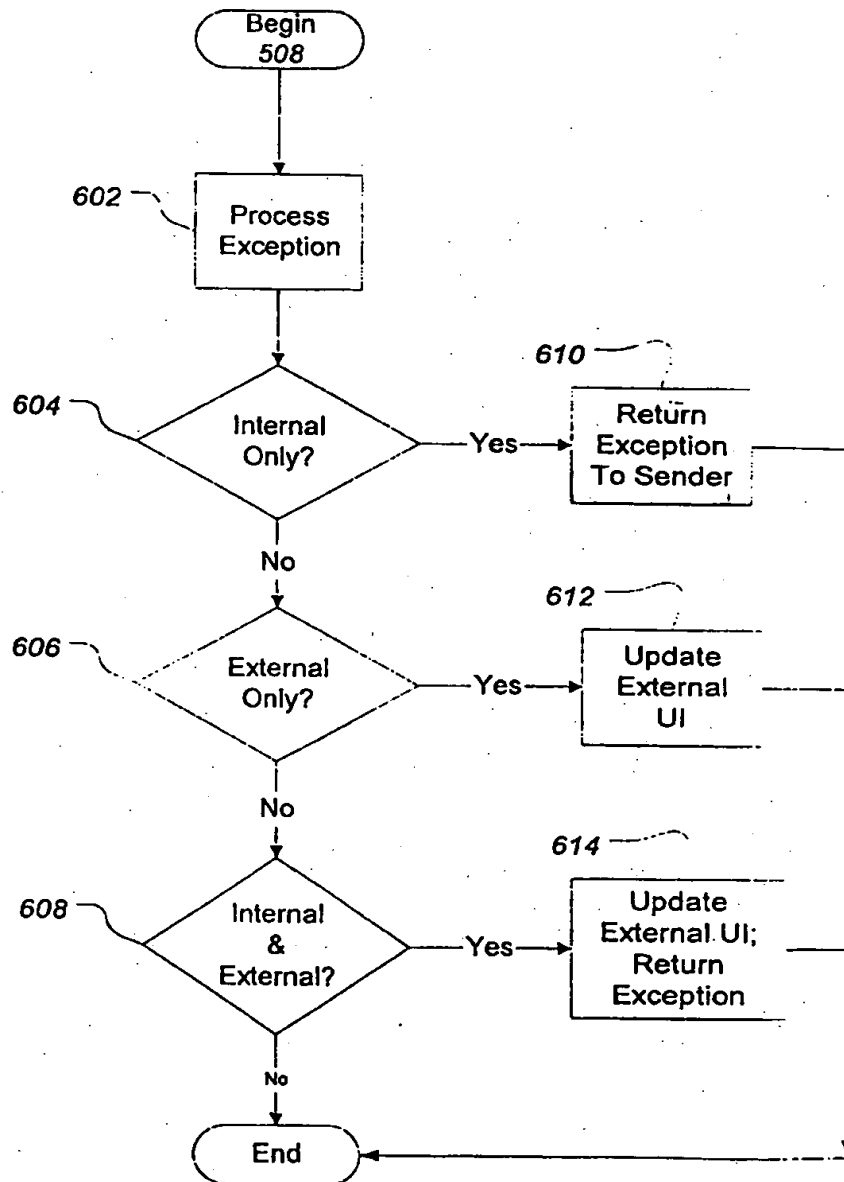 Begin
508
602
Process
Exception
610
604
Internal
Only?
Yes
Return
Exception
To Sender
No
612
606
External
Only?
Yes
Update
External
UI
No
614
608
Internal
&
External?
Yes
Update
External UI;
Return
Exception
No
End